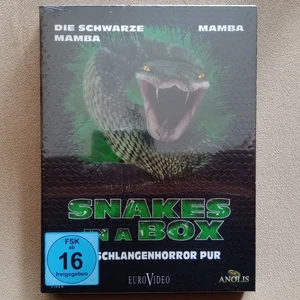 DIE SCHWARZE MAMBA
MAMBA
SNAKES
IN A BOX
SCHLANGENHORROR PUR
FSK
ab
16
freigegeben
EUROVIDEO
ANOLIS